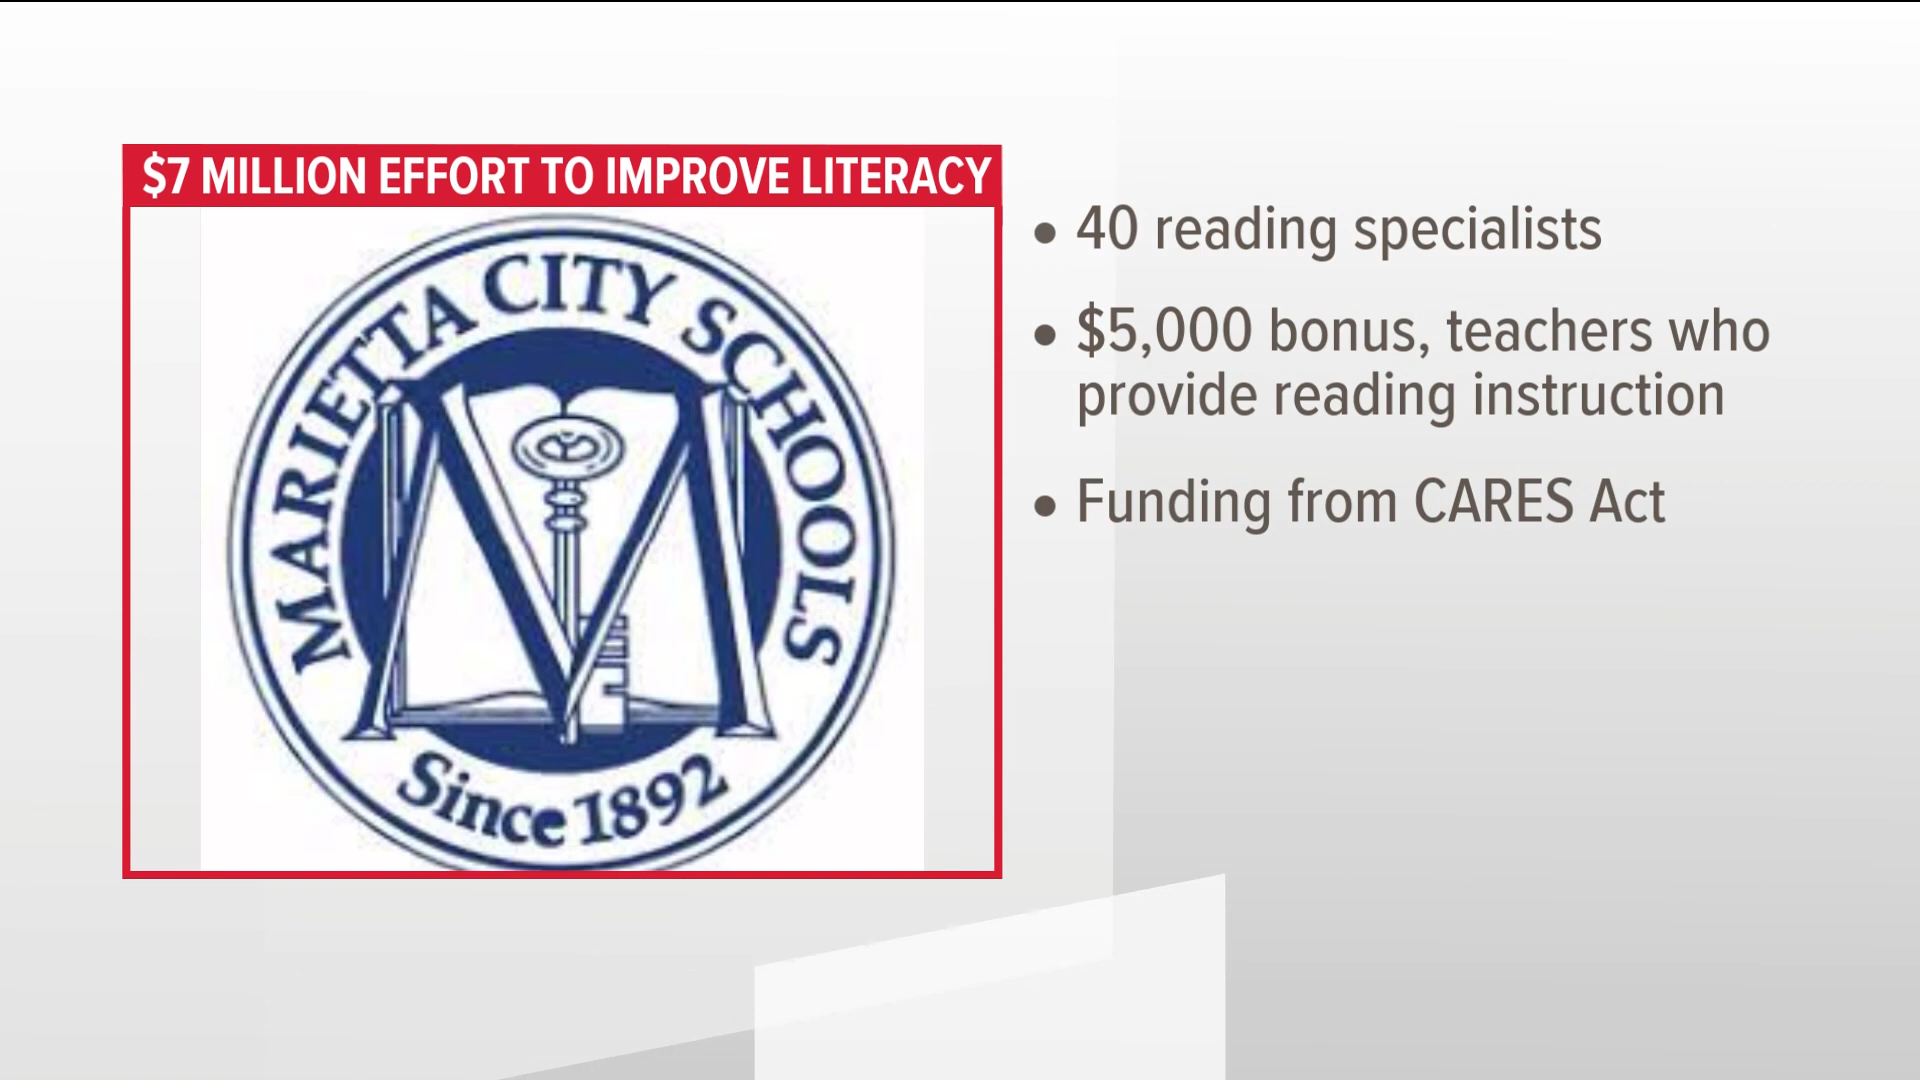 $7 MILLION EFFORT TO IMPROVE LITERACY
MARIETTA CITY SCHOOLS
Since 1892
• 40 reading specialists
• $5,000 bonus, teachers who
provide reading instruction
• Funding from CARES Act